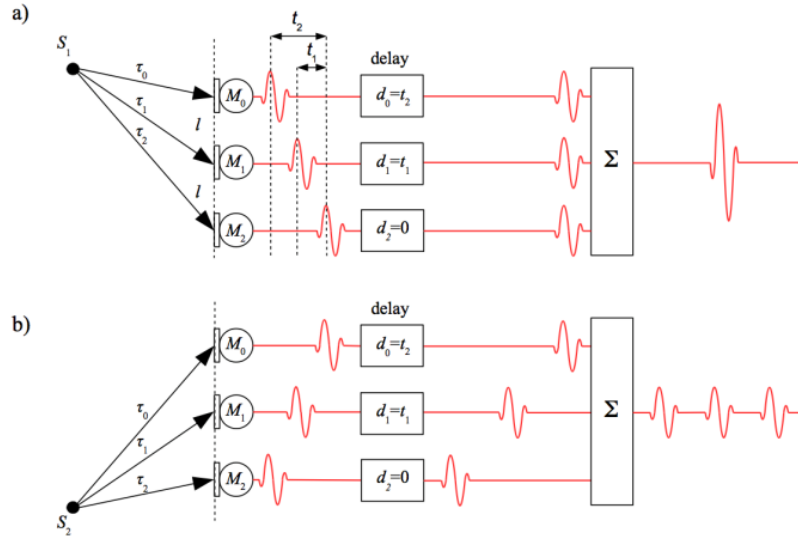 a)
t₂
S₁
t₁
delay
τ₀
M₀
d₀=t₂
τ₁
l
τ₂
M₁
d₁=t₁
Σ
l
M₂
d₂=0
delay
b)
M₀
d₀=t₂
τ₀
M₁
d₁=t₁
Σ
τ₁
τ₂
M₂
d₂=0
S₂